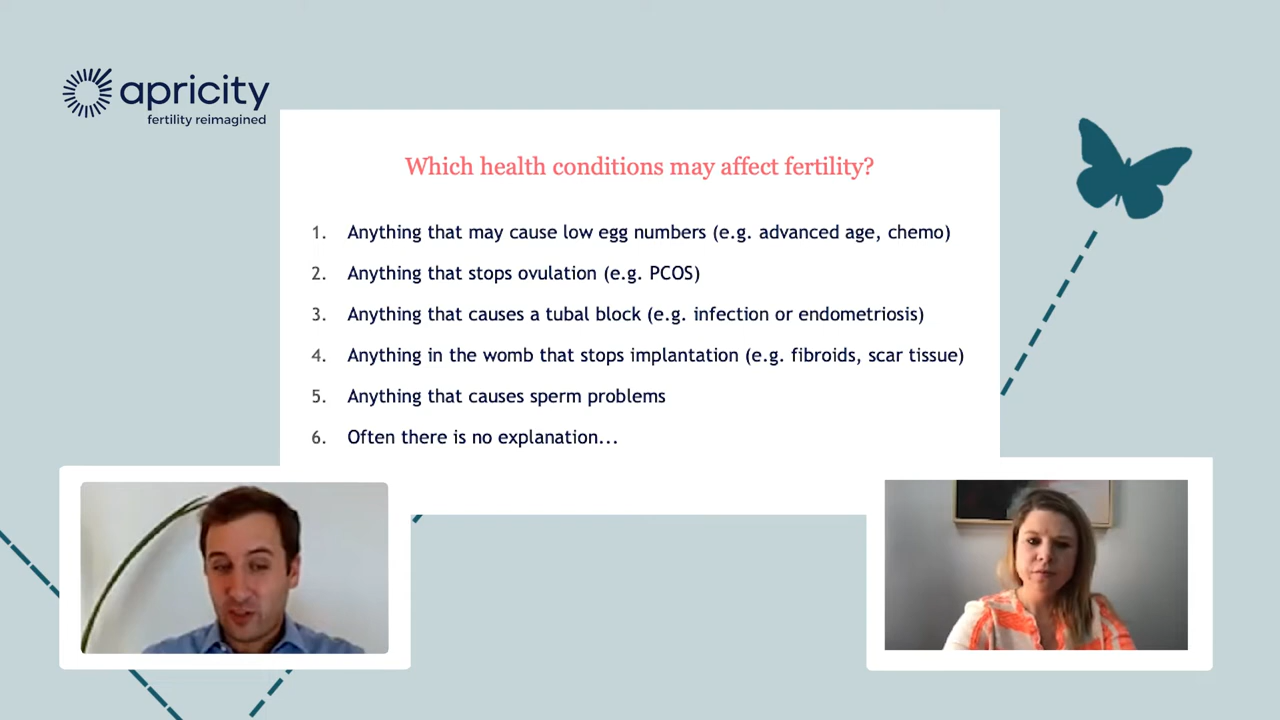 apricity
fertility reimagined
Which health conditions may affect fertility?
1. Anything that may cause low egg numbers (e.g. advanced age, chemo)
2. Anything that stops ovulation (e.g. PCOS)
3. Anything that causes a tubal block (e.g. infection or endometriosis)
4. Anything in the womb that stops implantation (e.g. fibroids, scar tissue)
5. Anything that causes sperm problems
6. Often there is no explanation...